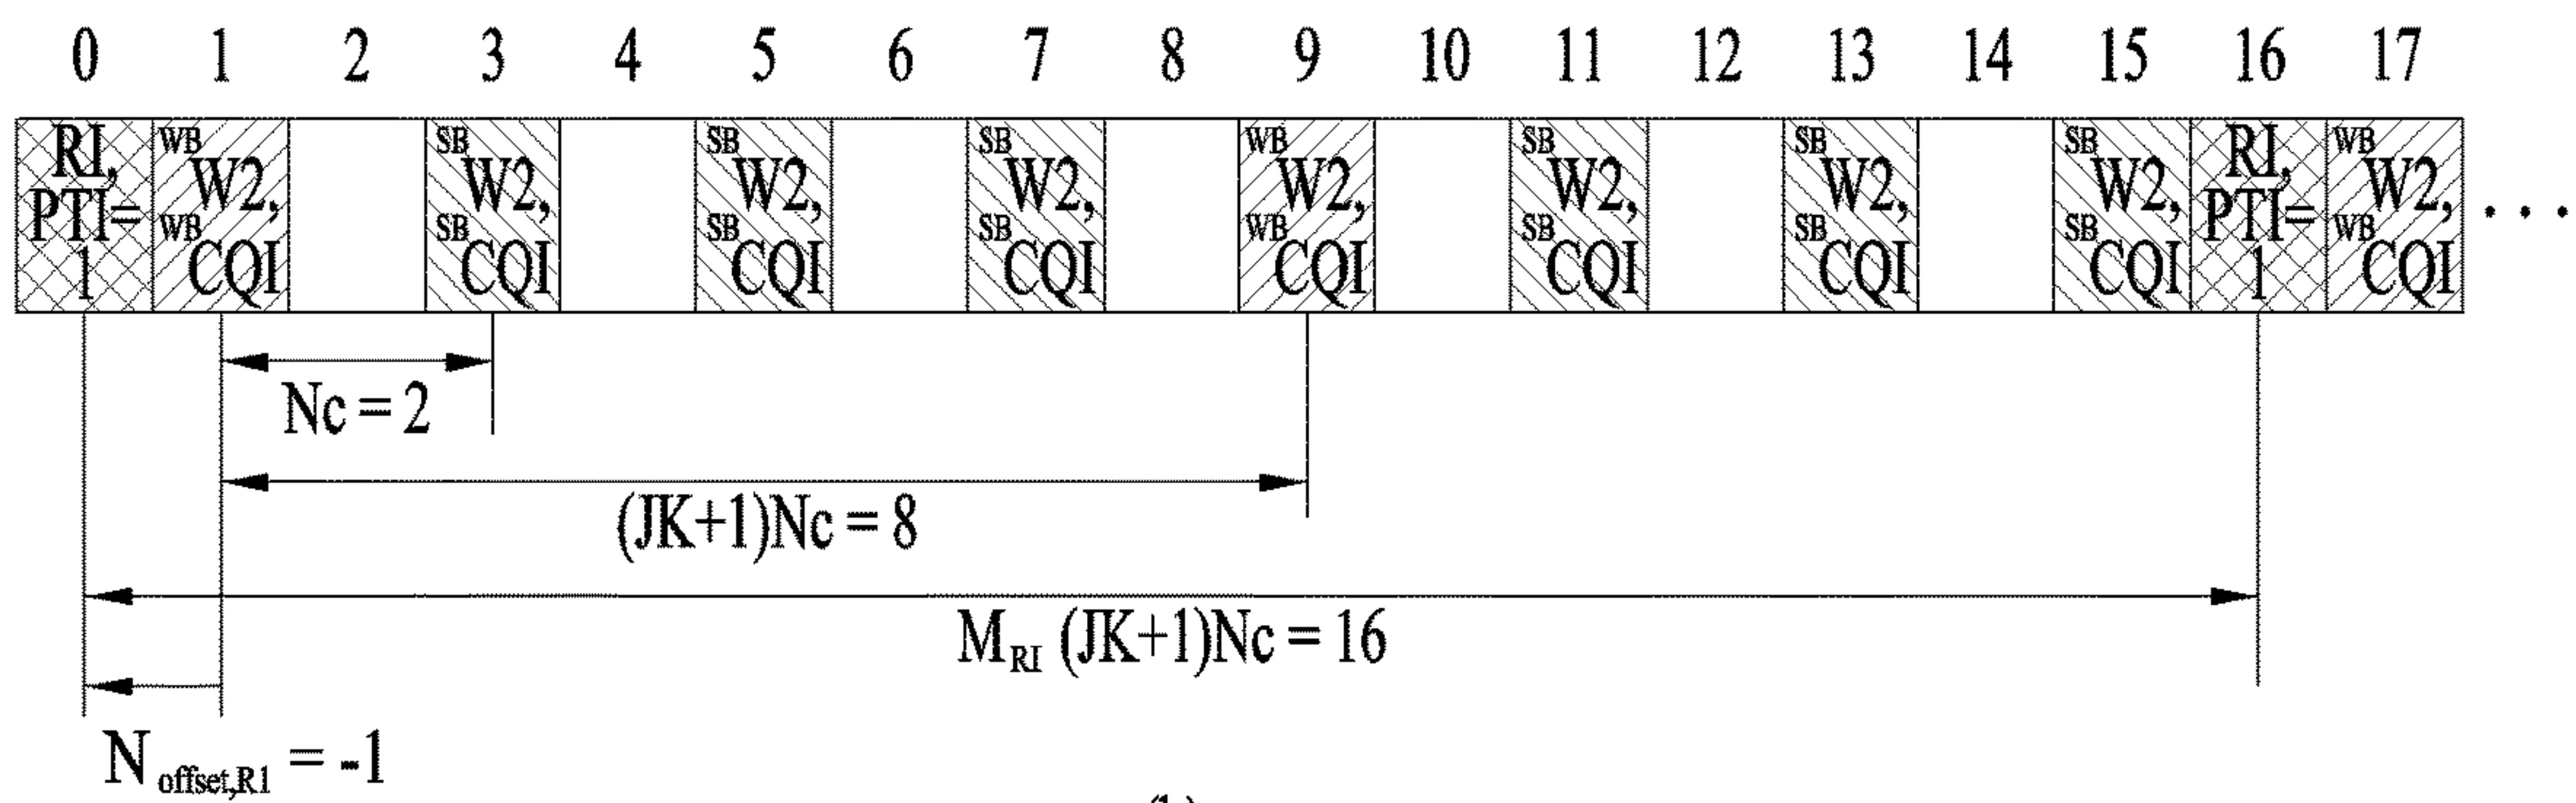 0 1 2 3 4 5 6 7 8 9 10 11 12 13 14 15 16 17
RI, PTI= 1
WB W2, WB CQI
SB W2, SB CQI
SB W2, SB CQI
SB W2, SB CQI
WB W2, WB CQI
SB W2, SB CQI
SB W2, SB CQI
SB W2, SB CQI
RI, PTI= 1
WB W2, WB CQI
...
Nc = 2
(JK+1)Nc = 8
MRI (JK+1)Nc = 16
Noffset,R1 = -1